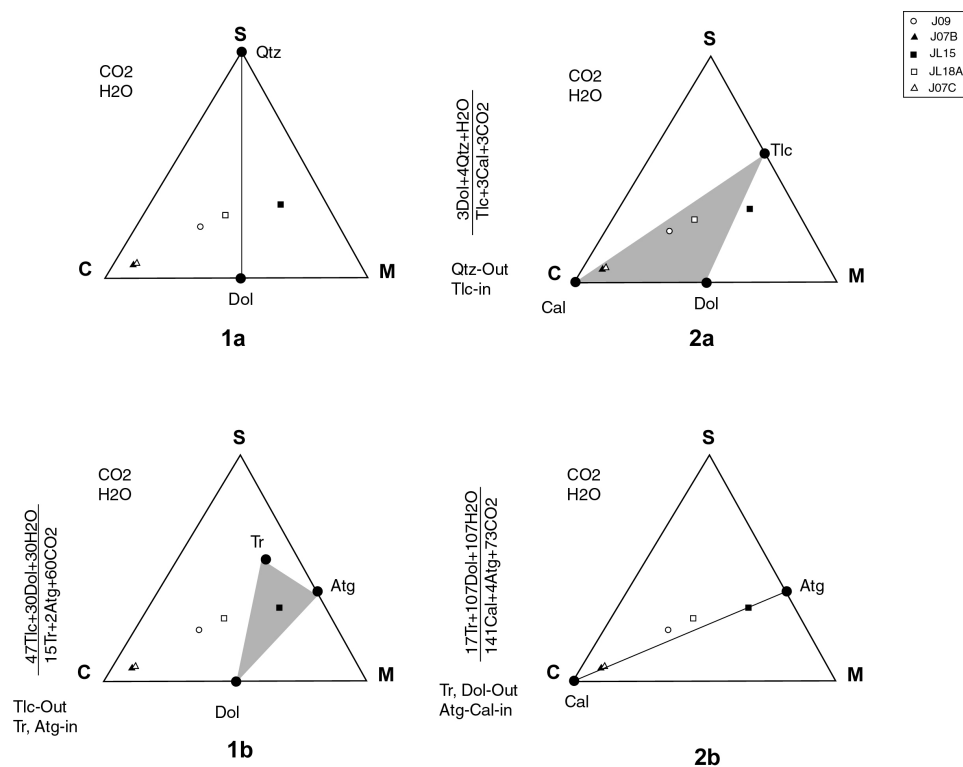 S
Qtz
CO2
H2O
C
M
Dol
1a
3Dol+4Qtz+H2O
Tlc+3Cal+3CO2
Qtz-Out
Tlc-in
S
CO2
H2O
Tlc
C
M
Cal
Dol
2a
J09
J07B
JL15
JL18A
J07C
47Tlc+30Dol+30H2O
15Tr+2Atg+60CO2
Tlc-Out
Tr, Atg-in
S
CO2
H2O
Tr
Atg
C
M
Dol
1b
17Tr+107Dol+107H2O
141Cal+4Atg+73CO2
Tr, Dol-Out
Atg-Cal-in
S
CO2
H2O
Atg
C
M
Cal
2b